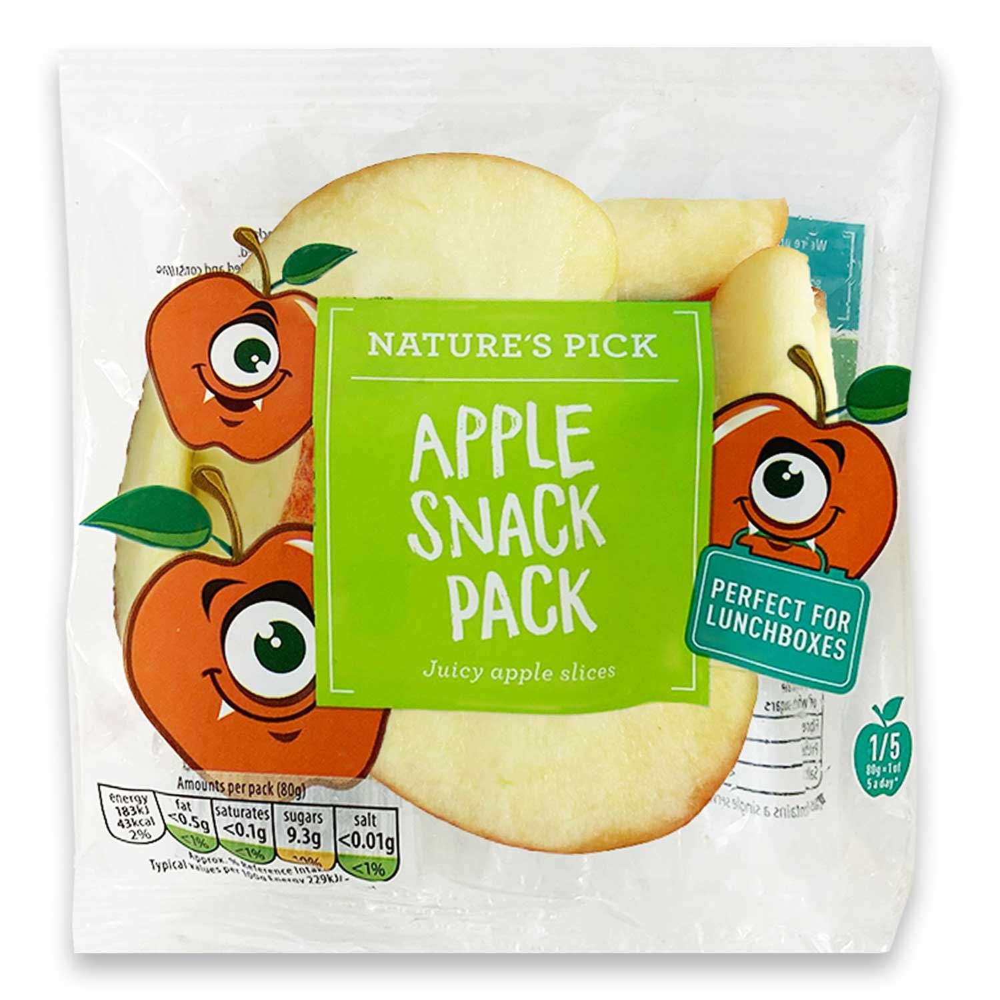 NATURE'S PICK
APPLE
SNACK
PACK
Juicy apple slices
PERFECT FOR
LUNCHBOXES
1/5
80g = 1 of
5 a day*
Amounts per pack (80g)
energy
183kJ
43kcal
2%
fat
<0.5g
<1%
saturates
<0.1g
<1%
sugars
9.3g
10%
salt
<0.01g
<1%
Approx. % Reference
Typical values per 100g Energy 229kJ/